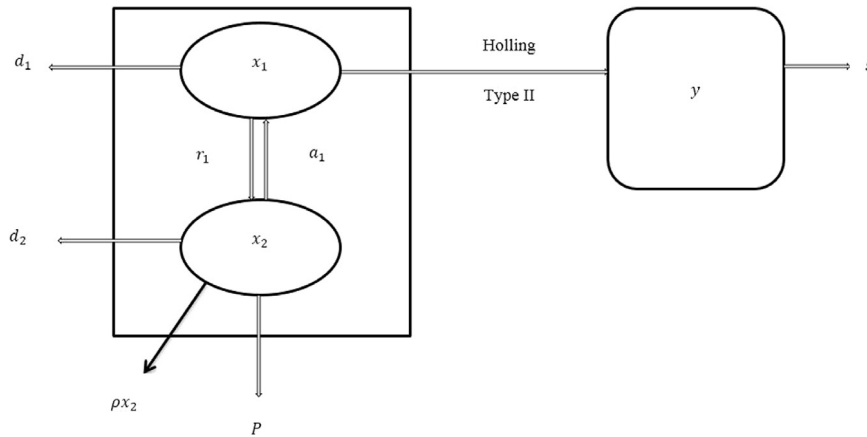 x₁
Holling
d₁
Type II
y
r₁
a₁
x₂
d₂
ρx₂
P